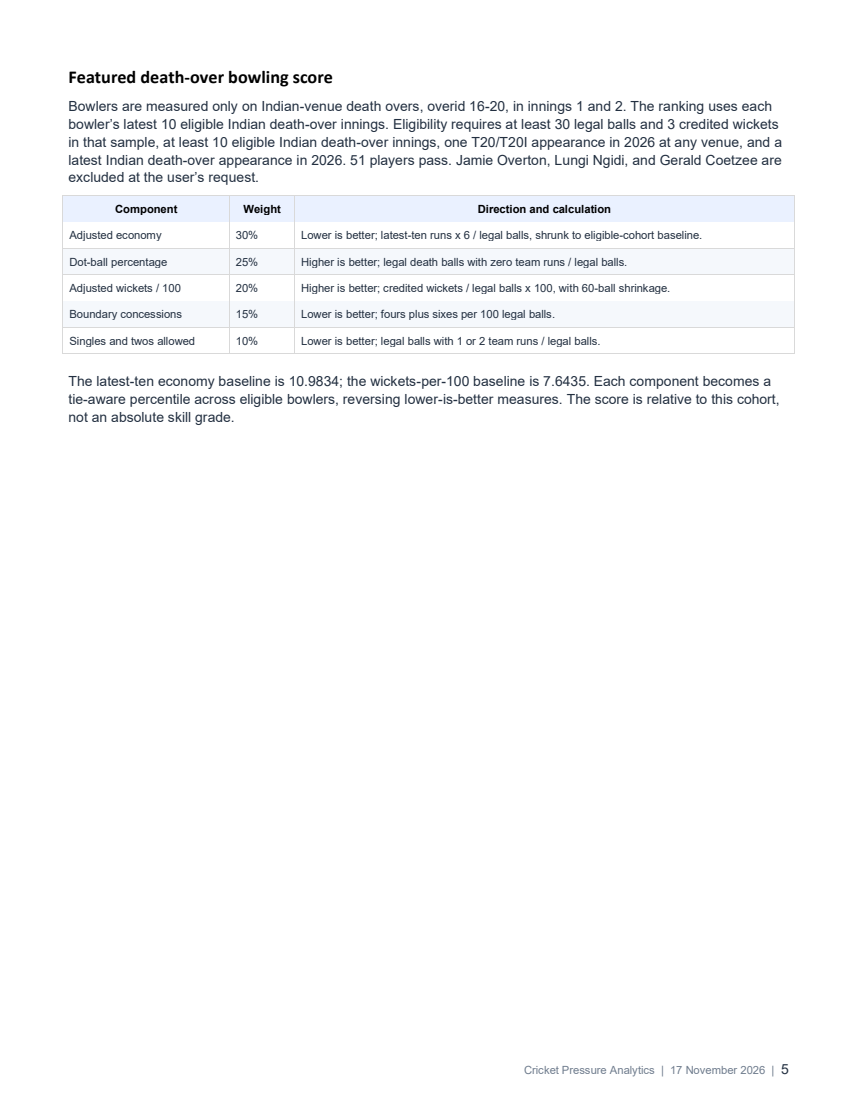 Featured death-over bowling score
Bowlers are measured only on Indian-venue death overs, overid 16-20, in innings 1 and 2. The ranking uses each
bowler’s latest 10 eligible Indian death-over innings. Eligibility requires at least 30 legal balls and 3 credited wickets
in that sample, at least 10 eligible Indian death-over innings, one T20/T20I appearance in 2026 at any venue, and a
latest Indian death-over appearance in 2026. 51 players pass. Jamie Overton, Lungi Ngidi, and Gerald Coetzee are
excluded at the user’s request.
Component Weight Direction and calculation
Adjusted economy 30% Lower is better; latest-ten runs x 6 / legal balls, shrunk to eligible-cohort baseline.
Dot-ball percentage 25% Higher is better; legal death balls with zero team runs / legal balls.
Adjusted wickets / 100 20% Higher is better; credited wickets / legal balls x 100, with 60-ball shrinkage.
Boundary concessions 15% Lower is better; fours plus sixes per 100 legal balls.
Singles and twos allowed 10% Lower is better; legal balls with 1 or 2 team runs / legal balls.
The latest-ten economy baseline is 10.9834; the wickets-per-100 baseline is 7.6435. Each component becomes a
tie-aware percentile across eligible bowlers, reversing lower-is-better measures. The score is relative to this cohort,
not an absolute skill grade.
Cricket Pressure Analytics | 17 November 2026 | 5